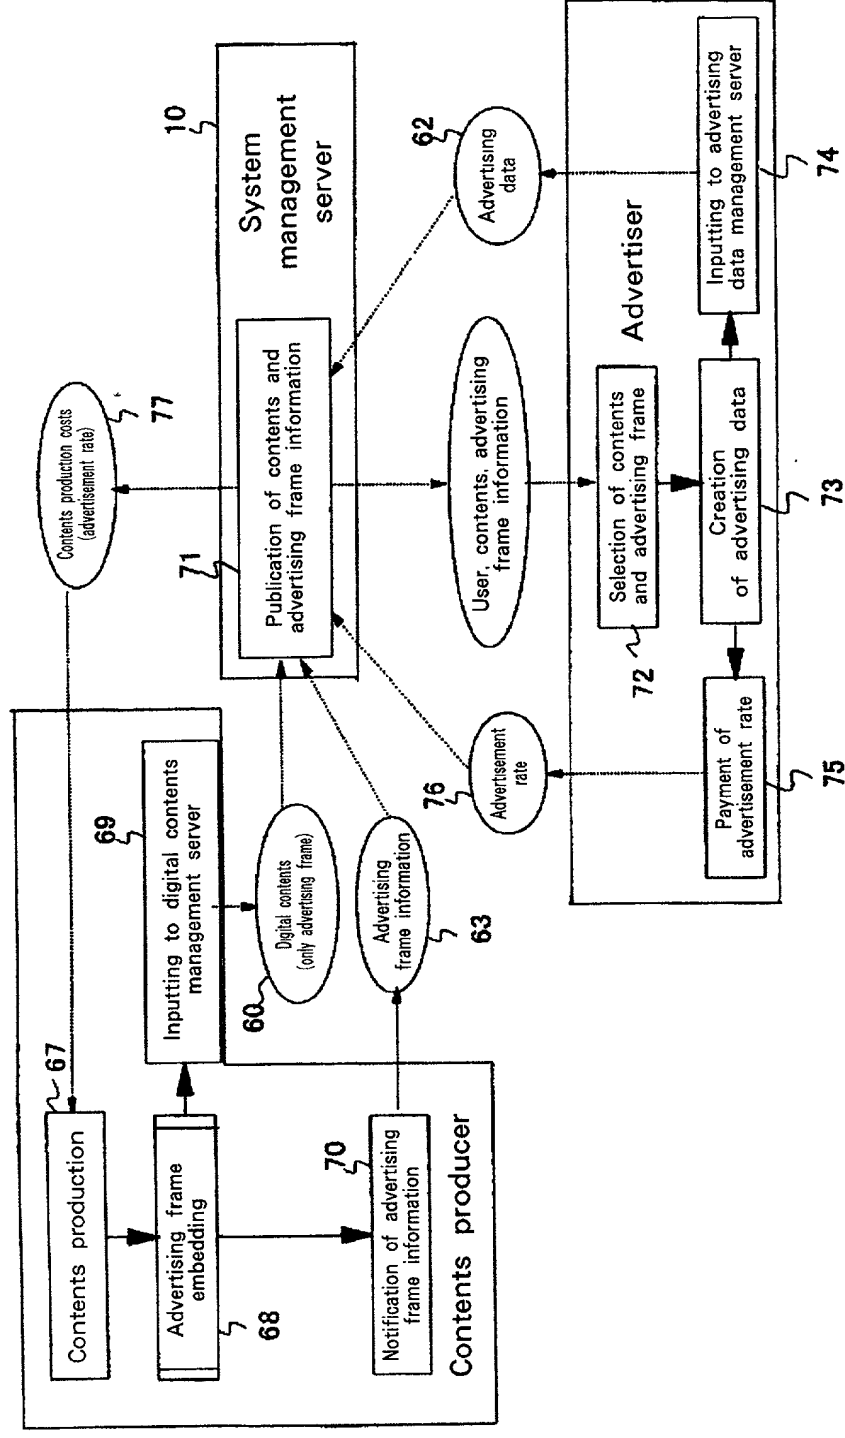 67
Contents production
Advertising frame
embedding
68
69
Inputting to digital contents
management server
70
Notification of advertising
frame information
Contents producer
60
Digital contents
(only advertising frame)
Advertising
frame information
63
77
Contents production costs
(advertisement rate)
10
System
management
server
71
Publication of contents and
advertising frame information
76
Advertisement
rate
User, contents, advertising
frame information
62
Advertising
data
Advertiser
72
Selection of contents
and advertising frame
Creation
of advertising data
73
Inputting to advertising
data management server
74
Payment of
advertisement rate
75